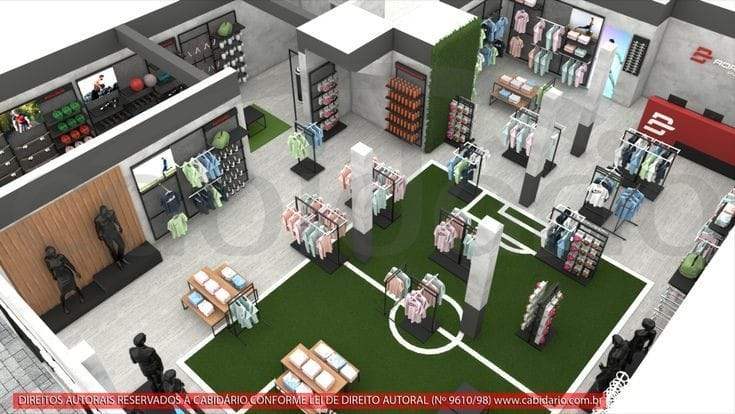 DIREITOS AUTORAIS RESERVADOS A CABIDÁRIO CONFORME LEI DE DIREITO AUTORAL (Nº 9610/98) www.cabidario.com.br